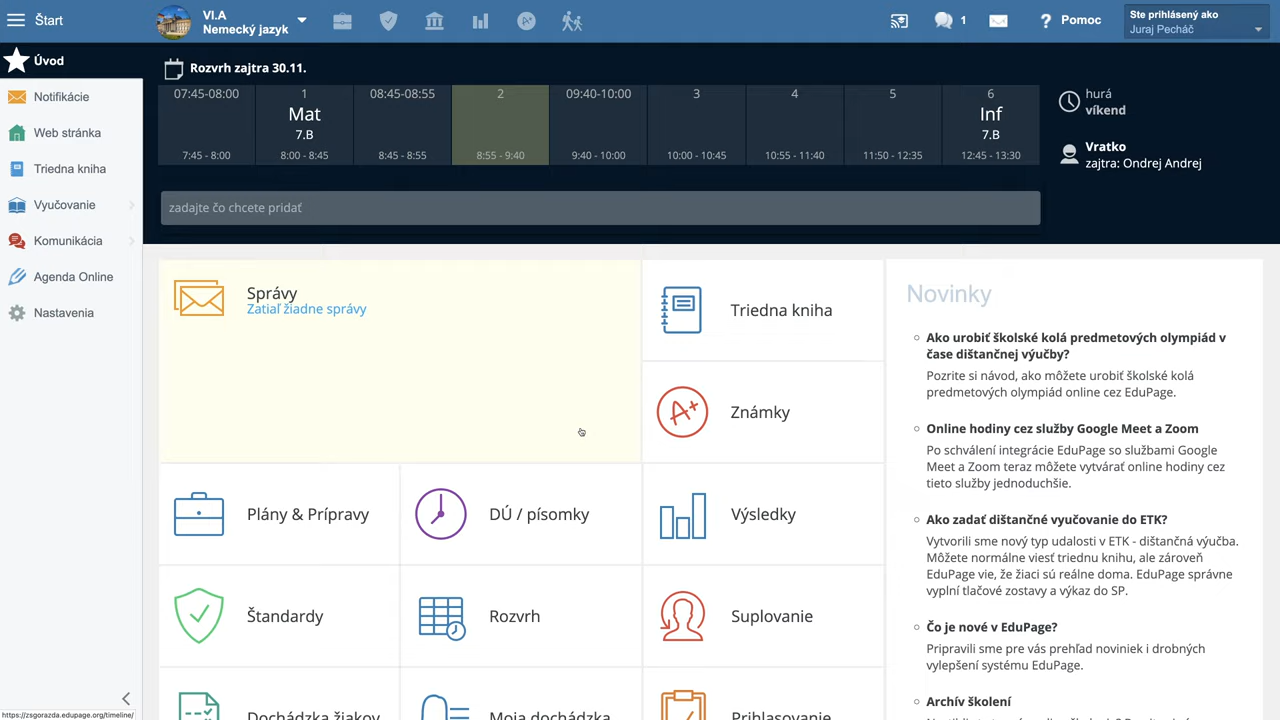 Štart
VI.A
Nemecký jazyk
1
? Pomoc
Ste prihlásený ako
Juraj Pecháč
Úvod
Notifikácie
Web stránka
Triedna kniha
Vyučovanie
Komunikácia
Agenda Online
Nastavenia
https://zsgorazda.edupage.org/timeline/
Rozvrh zajtra 30.11.
07:45-08:00 1 08:45-08:55 2 09:40-10:00 3 4 5 6
Mat Inf
7.B 7.B
7:45 - 8:00 8:00 - 8:45 8:45 - 8:55 8:55 - 9:40 9:40 - 10:00 10:00 - 10:45 10:55 - 11:40 11:50 - 12:35 12:45 - 13:30
hurá
víkend
Vratko
zajtra: Ondrej Andrej
zadajte čo chcete pridať
Správy
Zatiaľ žiadne správy
Triedna kniha
A+ Známky
Plány & Prípravy
DÚ / písomky
Výsledky
Štandardy
Rozvrh
Suplovanie
Dochádzka žiakov
Moja dochádzka
Prihlasovanie
Novinky
Ako urobiť školské kolá predmetových olympiád v
čase dištančnej výučby?
Pozrite si návod, ako môžete urobiť školské kolá
predmetových olympiád online cez EduPage.
Online hodiny cez služby Google Meet a Zoom
Po schválení integrácie EduPage so službami Google
Meet a Zoom teraz môžete vytvárať online hodiny cez
tieto služby jednoduchšie.
Ako zadať dištančné vyučovanie do ETK?
Vytvorili sme nový typ udalosti v ETK - dištančná výučba.
Môžete normálne viesť triednu knihu, ale zároveň
EduPage vie, že žiaci sú reálne doma. EduPage správne
vyplní tlačové zostavy a výkaz do SP.
Čo je nové v EduPage?
Pripravili sme pre vás prehľad noviniek i drobných
vylepšení systému EduPage.
Archív školení